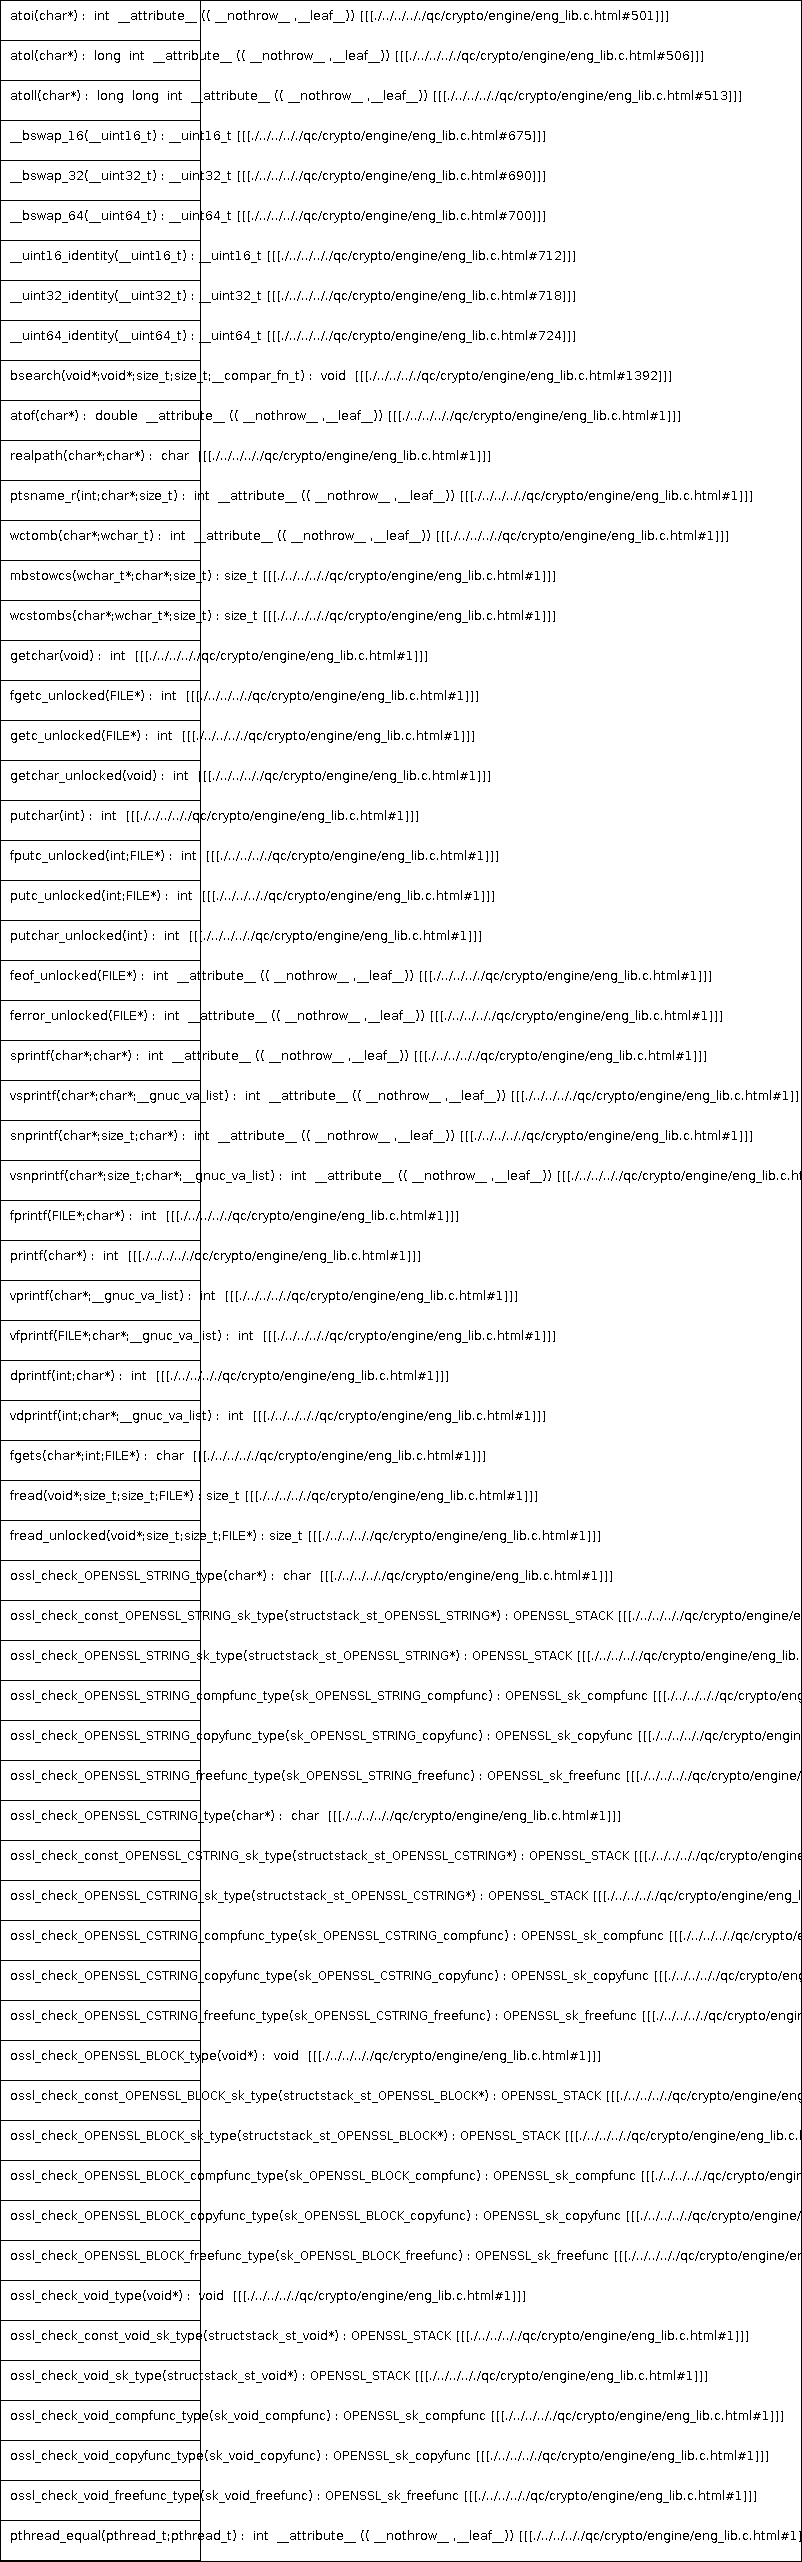 atoi(char*) :  int  __attribute__ (( __nothrow__ ,__leaf__)) [[[./../../../../qc/crypto/engine/eng_lib.c.html#501]]]
atol(char*) :  long  int  __attribute__ (( __nothrow__ ,__leaf__)) [[[./../../../../qc/crypto/engine/eng_lib.c.html#506]]]
atoll(char*) :  long  long  int  __attribute__ (( __nothrow__ ,__leaf__)) [[[./../../../../qc/crypto/engine/eng_lib.c.html#513]]]
__bswap_16(__uint16_t) : __uint16_t [[[./../../../../qc/crypto/engine/eng_lib.c.html#675]]]
__bswap_32(__uint32_t) : __uint32_t [[[./../../../../qc/crypto/engine/eng_lib.c.html#690]]]
__bswap_64(__uint64_t) : __uint64_t [[[./../../../../qc/crypto/engine/eng_lib.c.html#700]]]
__uint16_identity(__uint16_t) : __uint16_t [[[./../../../../qc/crypto/engine/eng_lib.c.html#712]]]
__uint32_identity(__uint32_t) : __uint32_t [[[./../../../../qc/crypto/engine/eng_lib.c.html#718]]]
__uint64_identity(__uint64_t) : __uint64_t [[[./../../../../qc/crypto/engine/eng_lib.c.html#724]]]
bsearch(void*;void*;size_t;size_t;__compar_fn_t) :  void  [[[./../../../../qc/crypto/engine/eng_lib.c.html#1392]]]
atof(char*) :  double  __attribute__ (( __nothrow__ ,__leaf__)) [[[./../../../../qc/crypto/engine/eng_lib.c.html#1]]]
realpath(char*;char*) :  char  [[[./../../../../qc/crypto/engine/eng_lib.c.html#1]]]
ptsname_r(int;char*;size_t) :  int  __attribute__ (( __nothrow__ ,__leaf__)) [[[./../../../../qc/crypto/engine/eng_lib.c.html#1]]]
wctomb(char*;wchar_t) :  int  __attribute__ (( __nothrow__ ,__leaf__)) [[[./../../../../qc/crypto/engine/eng_lib.c.html#1]]]
mbstowcs(wchar_t*;char*;size_t) : size_t [[[./../../../../qc/crypto/engine/eng_lib.c.html#1]]]
wcstombs(char*;wchar_t*;size_t) : size_t [[[./../../../../qc/crypto/engine/eng_lib.c.html#1]]]
getchar(void) :  int  [[[./../../../../qc/crypto/engine/eng_lib.c.html#1]]]
fgetc_unlocked(FILE*) :  int  [[[./../../../../qc/crypto/engine/eng_lib.c.html#1]]]
getc_unlocked(FILE*) :  int  [[[./../../../../qc/crypto/engine/eng_lib.c.html#1]]]
getchar_unlocked(void) :  int  [[[./../../../../qc/crypto/engine/eng_lib.c.html#1]]]
putchar(int) :  int  [[[./../../../../qc/crypto/engine/eng_lib.c.html#1]]]
fputc_unlocked(int;FILE*) :  int  [[[./../../../../qc/crypto/engine/eng_lib.c.html#1]]]
putc_unlocked(int;FILE*) :  int  [[[./../../../../qc/crypto/engine/eng_lib.c.html#1]]]
putchar_unlocked(int) :  int  [[[./../../../../qc/crypto/engine/eng_lib.c.html#1]]]
feof_unlocked(FILE*) :  int  __attribute__ (( __nothrow__ ,__leaf__)) [[[./../../../../qc/crypto/engine/eng_lib.c.html#1]]]
ferror_unlocked(FILE*) :  int  __attribute__ (( __nothrow__ ,__leaf__)) [[[./../../../../qc/crypto/engine/eng_lib.c.html#1]]]
sprintf(char*;char*) :  int  __attribute__ (( __nothrow__ ,__leaf__)) [[[./../../../../qc/crypto/engine/eng_lib.c.html#1]]]
vsprintf(char*;char*;__gnuc_va_list) :  int  __attribute__ (( __nothrow__ ,__leaf__)) [[[./../../../../qc/crypto/engine/eng_lib.c.html#1]]]
snprintf(char*;size_t;char*) :  int  __attribute__ (( __nothrow__ ,__leaf__)) [[[./../../../../qc/crypto/engine/eng_lib.c.html#1]]]
vsnprintf(char*;size_t;char*;__gnuc_va_list) :  int  __attribute__ (( __nothrow__ ,__leaf__)) [[[./../../../../qc/crypto/engine/eng_lib.c.ht
fprintf(FILE*;char*) :  int  [[[./../../../../qc/crypto/engine/eng_lib.c.html#1]]]
printf(char*) :  int  [[[./../../../../qc/crypto/engine/eng_lib.c.html#1]]]
vprintf(char*;__gnuc_va_list) :  int  [[[./../../../../qc/crypto/engine/eng_lib.c.html#1]]]
vfprintf(FILE*;char*;__gnuc_va_list) :  int  [[[./../../../../qc/crypto/engine/eng_lib.c.html#1]]]
dprintf(int;char*) :  int  [[[./../../../../qc/crypto/engine/eng_lib.c.html#1]]]
vdprintf(int;char*;__gnuc_va_list) :  int  [[[./../../../../qc/crypto/engine/eng_lib.c.html#1]]]
fgets(char*;int;FILE*) :  char  [[[./../../../../qc/crypto/engine/eng_lib.c.html#1]]]
fread(void*;size_t;size_t;FILE*) : size_t [[[./../../../../qc/crypto/engine/eng_lib.c.html#1]]]
fread_unlocked(void*;size_t;size_t;FILE*) : size_t [[[./../../../../qc/crypto/engine/eng_lib.c.html#1]]]
ossl_check_OPENSSL_STRING_type(char*) :  char  [[[./../../../../qc/crypto/engine/eng_lib.c.html#1]]]
ossl_check_const_OPENSSL_STRING_sk_type(structstack_st_OPENSSL_STRING*) : OPENSSL_STACK [[[./../../../../qc/crypto/engine/e
ossl_check_OPENSSL_STRING_sk_type(structstack_st_OPENSSL_STRING*) : OPENSSL_STACK [[[./../../../../qc/crypto/engine/eng_lib.
ossl_check_OPENSSL_STRING_compfunc_type(sk_OPENSSL_STRING_compfunc) : OPENSSL_sk_compfunc [[[./../../../../qc/crypto/eng
ossl_check_OPENSSL_STRING_copyfunc_type(sk_OPENSSL_STRING_copyfunc) : OPENSSL_sk_copyfunc [[[./../../../../qc/crypto/engin
ossl_check_OPENSSL_STRING_freefunc_type(sk_OPENSSL_STRING_freefunc) : OPENSSL_sk_freefunc [[[./../../../../qc/crypto/engine/
ossl_check_OPENSSL_CSTRING_type(char*) :  char  [[[./../../../../qc/crypto/engine/eng_lib.c.html#1]]]
ossl_check_const_OPENSSL_CSTRING_sk_type(structstack_st_OPENSSL_CSTRING*) : OPENSSL_STACK [[[./../../../../qc/crypto/engine
ossl_check_OPENSSL_CSTRING_sk_type(structstack_st_OPENSSL_CSTRING*) : OPENSSL_STACK [[[./../../../../qc/crypto/engine/eng_l
ossl_check_OPENSSL_CSTRING_compfunc_type(sk_OPENSSL_CSTRING_compfunc) : OPENSSL_sk_compfunc [[[./../../../../qc/crypto/e
ossl_check_OPENSSL_CSTRING_copyfunc_type(sk_OPENSSL_CSTRING_copyfunc) : OPENSSL_sk_copyfunc [[[./../../../../qc/crypto/eng
ossl_check_OPENSSL_CSTRING_freefunc_type(sk_OPENSSL_CSTRING_freefunc) : OPENSSL_sk_freefunc [[[./../../../../qc/crypto/engin
ossl_check_OPENSSL_BLOCK_type(void*) :  void  [[[./../../../../qc/crypto/engine/eng_lib.c.html#1]]]
ossl_check_const_OPENSSL_BLOCK_sk_type(structstack_st_OPENSSL_BLOCK*) : OPENSSL_STACK [[[./../../../../qc/crypto/engine/eng
ossl_check_OPENSSL_BLOCK_sk_type(structstack_st_OPENSSL_BLOCK*) : OPENSSL_STACK [[[./../../../../qc/crypto/engine/eng_lib.c.h
ossl_check_OPENSSL_BLOCK_compfunc_type(sk_OPENSSL_BLOCK_compfunc) : OPENSSL_sk_compfunc [[[./../../../../qc/crypto/engin
ossl_check_OPENSSL_BLOCK_copyfunc_type(sk_OPENSSL_BLOCK_copyfunc) : OPENSSL_sk_copyfunc [[[./../../../../qc/crypto/engine/
ossl_check_OPENSSL_BLOCK_freefunc_type(sk_OPENSSL_BLOCK_freefunc) : OPENSSL_sk_freefunc [[[./../../../../qc/crypto/engine/en
ossl_check_void_type(void*) :  void  [[[./../../../../qc/crypto/engine/eng_lib.c.html#1]]]
ossl_check_const_void_sk_type(structstack_st_void*) : OPENSSL_STACK [[[./../../../../qc/crypto/engine/eng_lib.c.html#1]]]
ossl_check_void_sk_type(structstack_st_void*) : OPENSSL_STACK [[[./../../../../qc/crypto/engine/eng_lib.c.html#1]]]
ossl_check_void_compfunc_type(sk_void_compfunc) : OPENSSL_sk_compfunc [[[./../../../../qc/crypto/engine/eng_lib.c.html#1]]]
ossl_check_void_copyfunc_type(sk_void_copyfunc) : OPENSSL_sk_copyfunc [[[./../../../../qc/crypto/engine/eng_lib.c.html#1]]]
ossl_check_void_freefunc_type(sk_void_freefunc) : OPENSSL_sk_freefunc [[[./../../../../qc/crypto/engine/eng_lib.c.html#1]]]
pthread_equal(pthread_t;pthread_t) :  int  __attribute__ (( __nothrow__ ,__leaf__)) [[[./../../../../qc/crypto/engine/eng_lib.c.html#1]